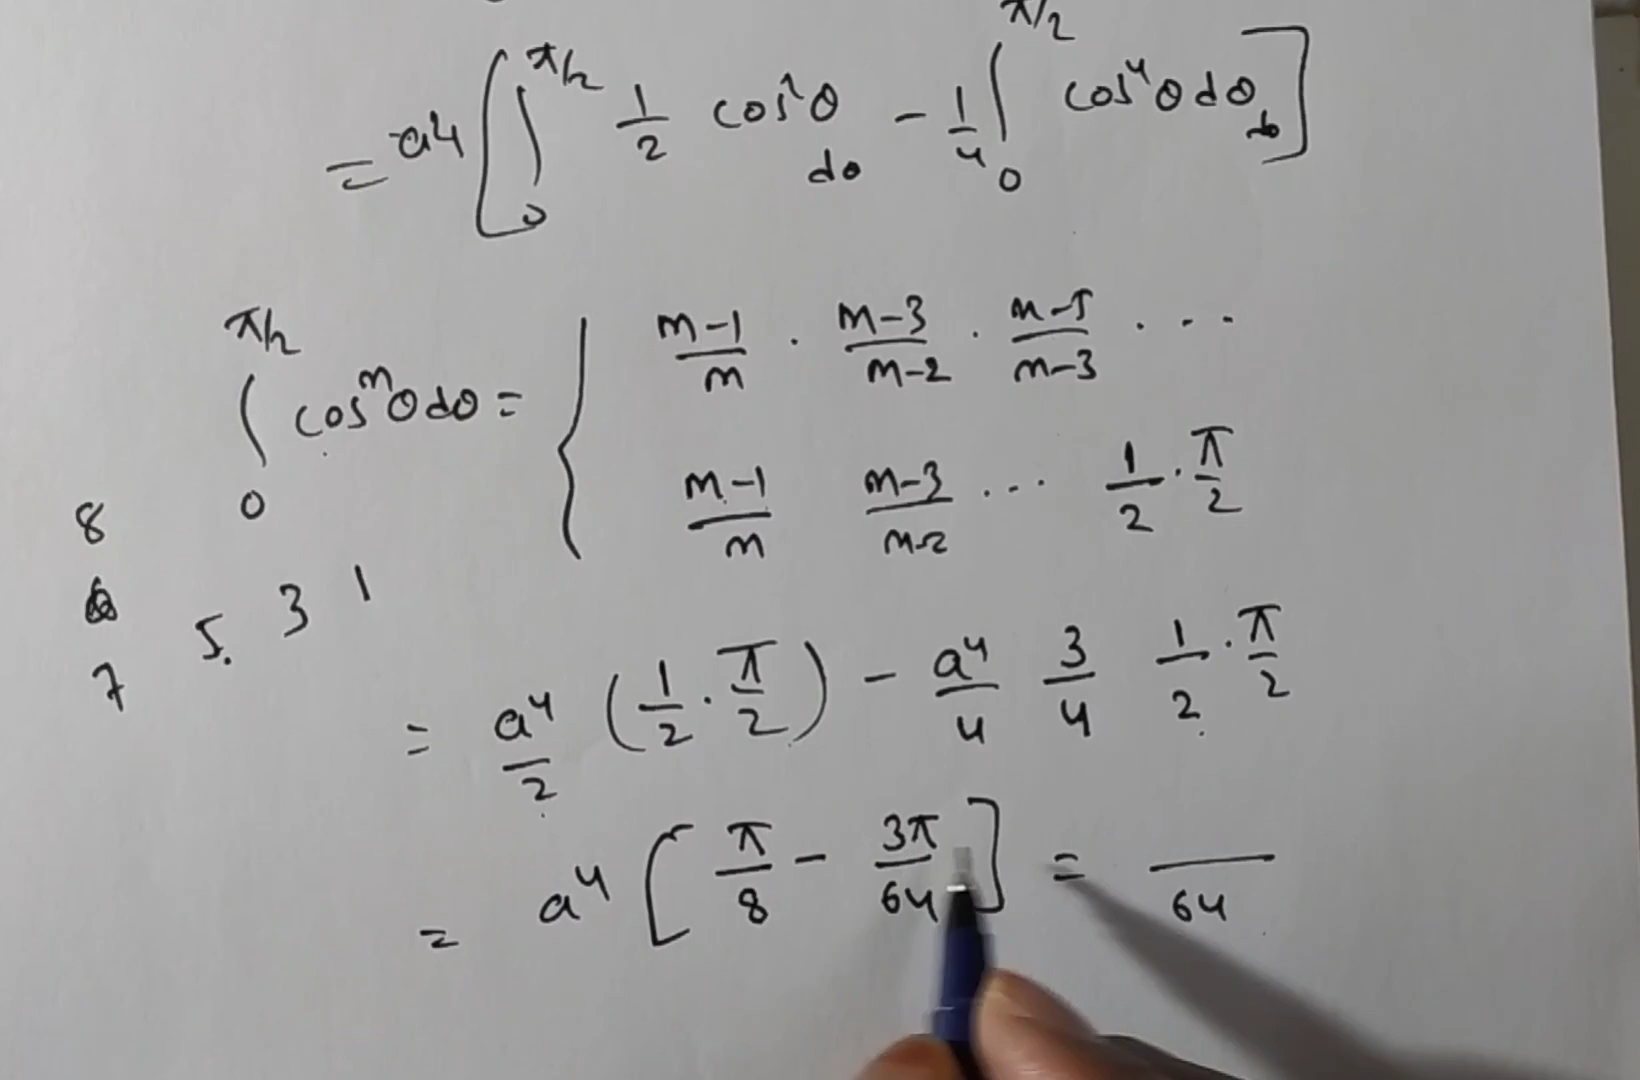 = a⁴ [ ∫₀^{π/2} 1/2 cos²θ dθ − 1/4 ∫₀^{π/2} cos⁴θ dθ ]
∫₀^{π/2} cosᵐθ dθ = { m−1/m · m−3/m−2 · m−5/m−3 · ...
m−1/m m−3/m−2 ... 1/2 · π/2
8
6
7 5. 3 1
= a⁴/2 (1/2 · π/2) − a⁴/4 3/4 1/2 · π/2
= a⁴ [ π/8 − 3π/64 ] = /64